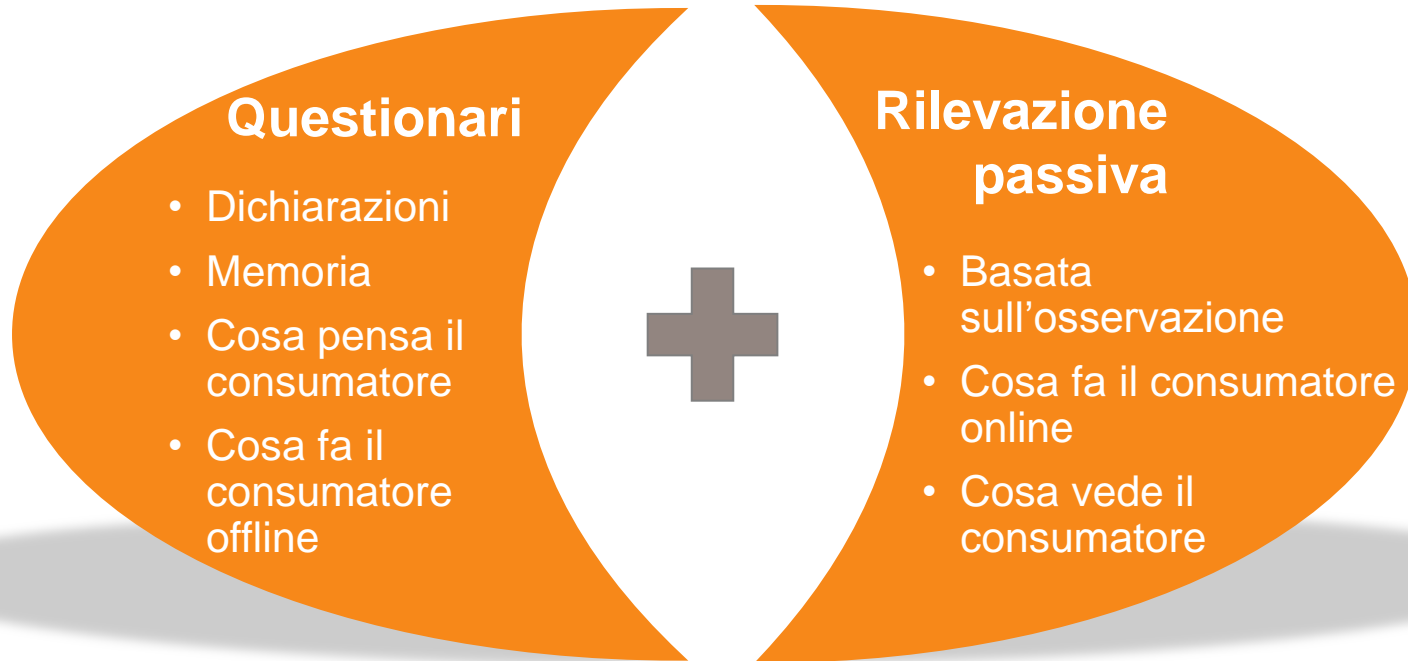 Questionari
• Dichiarazioni
• Memoria
• Cosa pensa il
consumatore
• Cosa fa il
consumatore
offline
Rilevazione
passiva
• Basata
sull’osservazione
• Cosa fa il consumatore
online
• Cosa vede il
consumatore